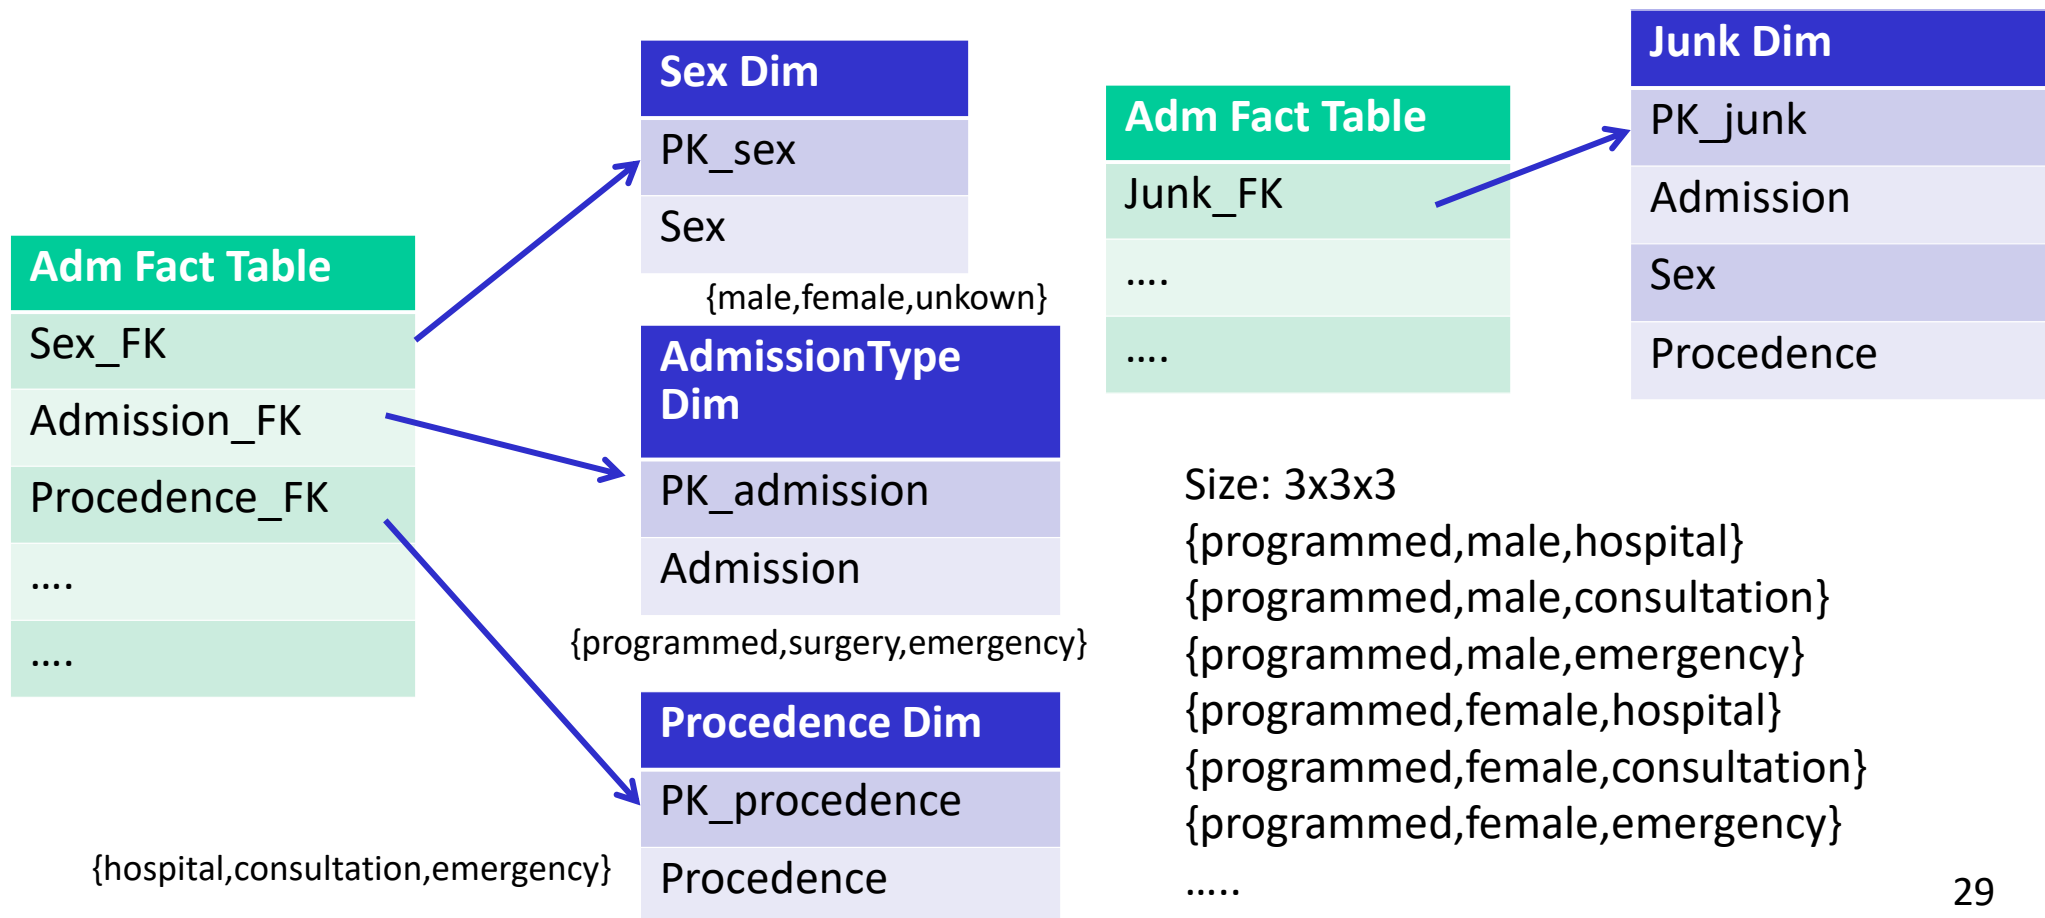 Adm Fact Table
Sex_FK
Admission_FK
Procedence_FK
....
....
Sex Dim
PK_sex
Sex
{male,female,unkown}
AdmissionType
Dim
PK_admission
Admission
{programmed,surgery,emergency}
Procedence Dim
PK_procedence
Procedence
{hospital,consultation,emergency}
Adm Fact Table
Junk_FK
....
....
Junk Dim
PK_junk
Admission
Sex
Procedence
Size: 3x3x3
{programmed,male,hospital}
{programmed,male,consultation}
{programmed,male,emergency}
{programmed,female,hospital}
{programmed,female,consultation}
{programmed,female,emergency}
.....
29